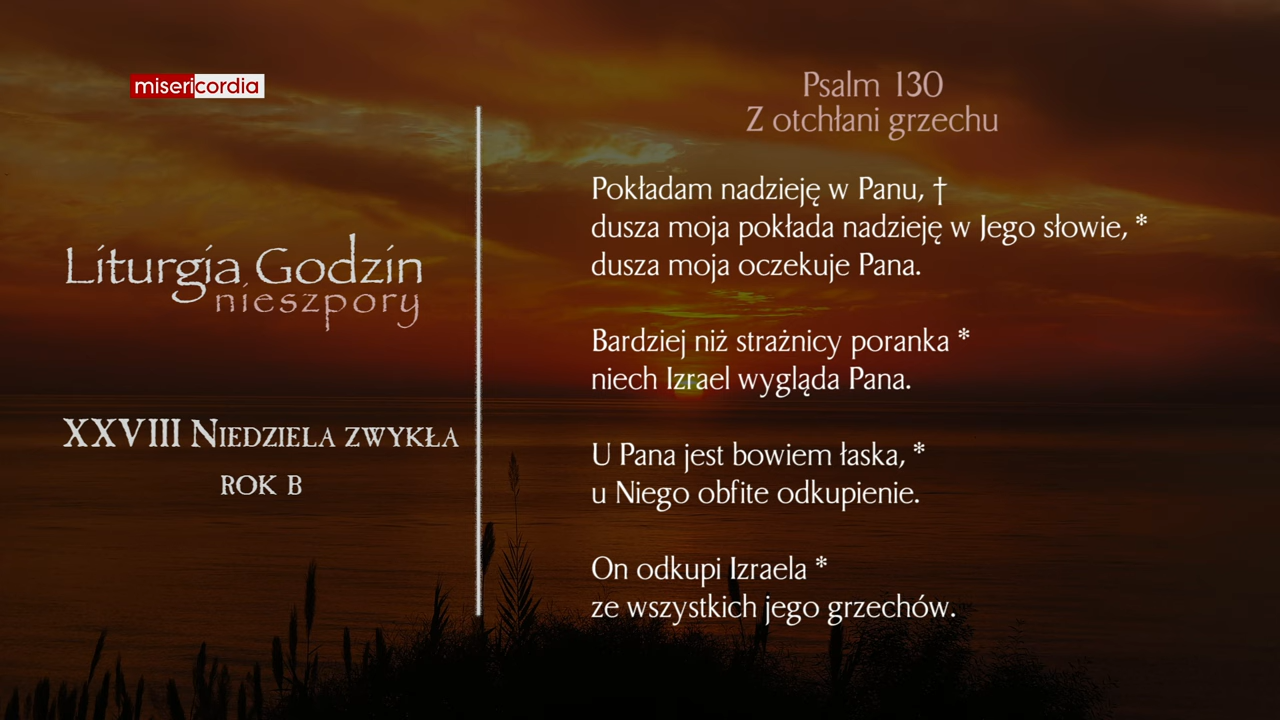 misericordia
Liturgia Godzin
nieszpory
XXVIII Niedziela zwykła
rok B
Psalm 130
Z otchłani grzechu
Pokładam nadzieję w Panu, †
dusza moja pokłada nadzieję w Jego słowie, *
dusza moja oczekuje Pana.
Bardziej niż strażnicy poranka *
niech Izrael wygląda Pana.
U Pana jest bowiem łaska, *
u Niego obfite odkupienie.
On odkupi Izraela *
ze wszystkich jego grzechów.